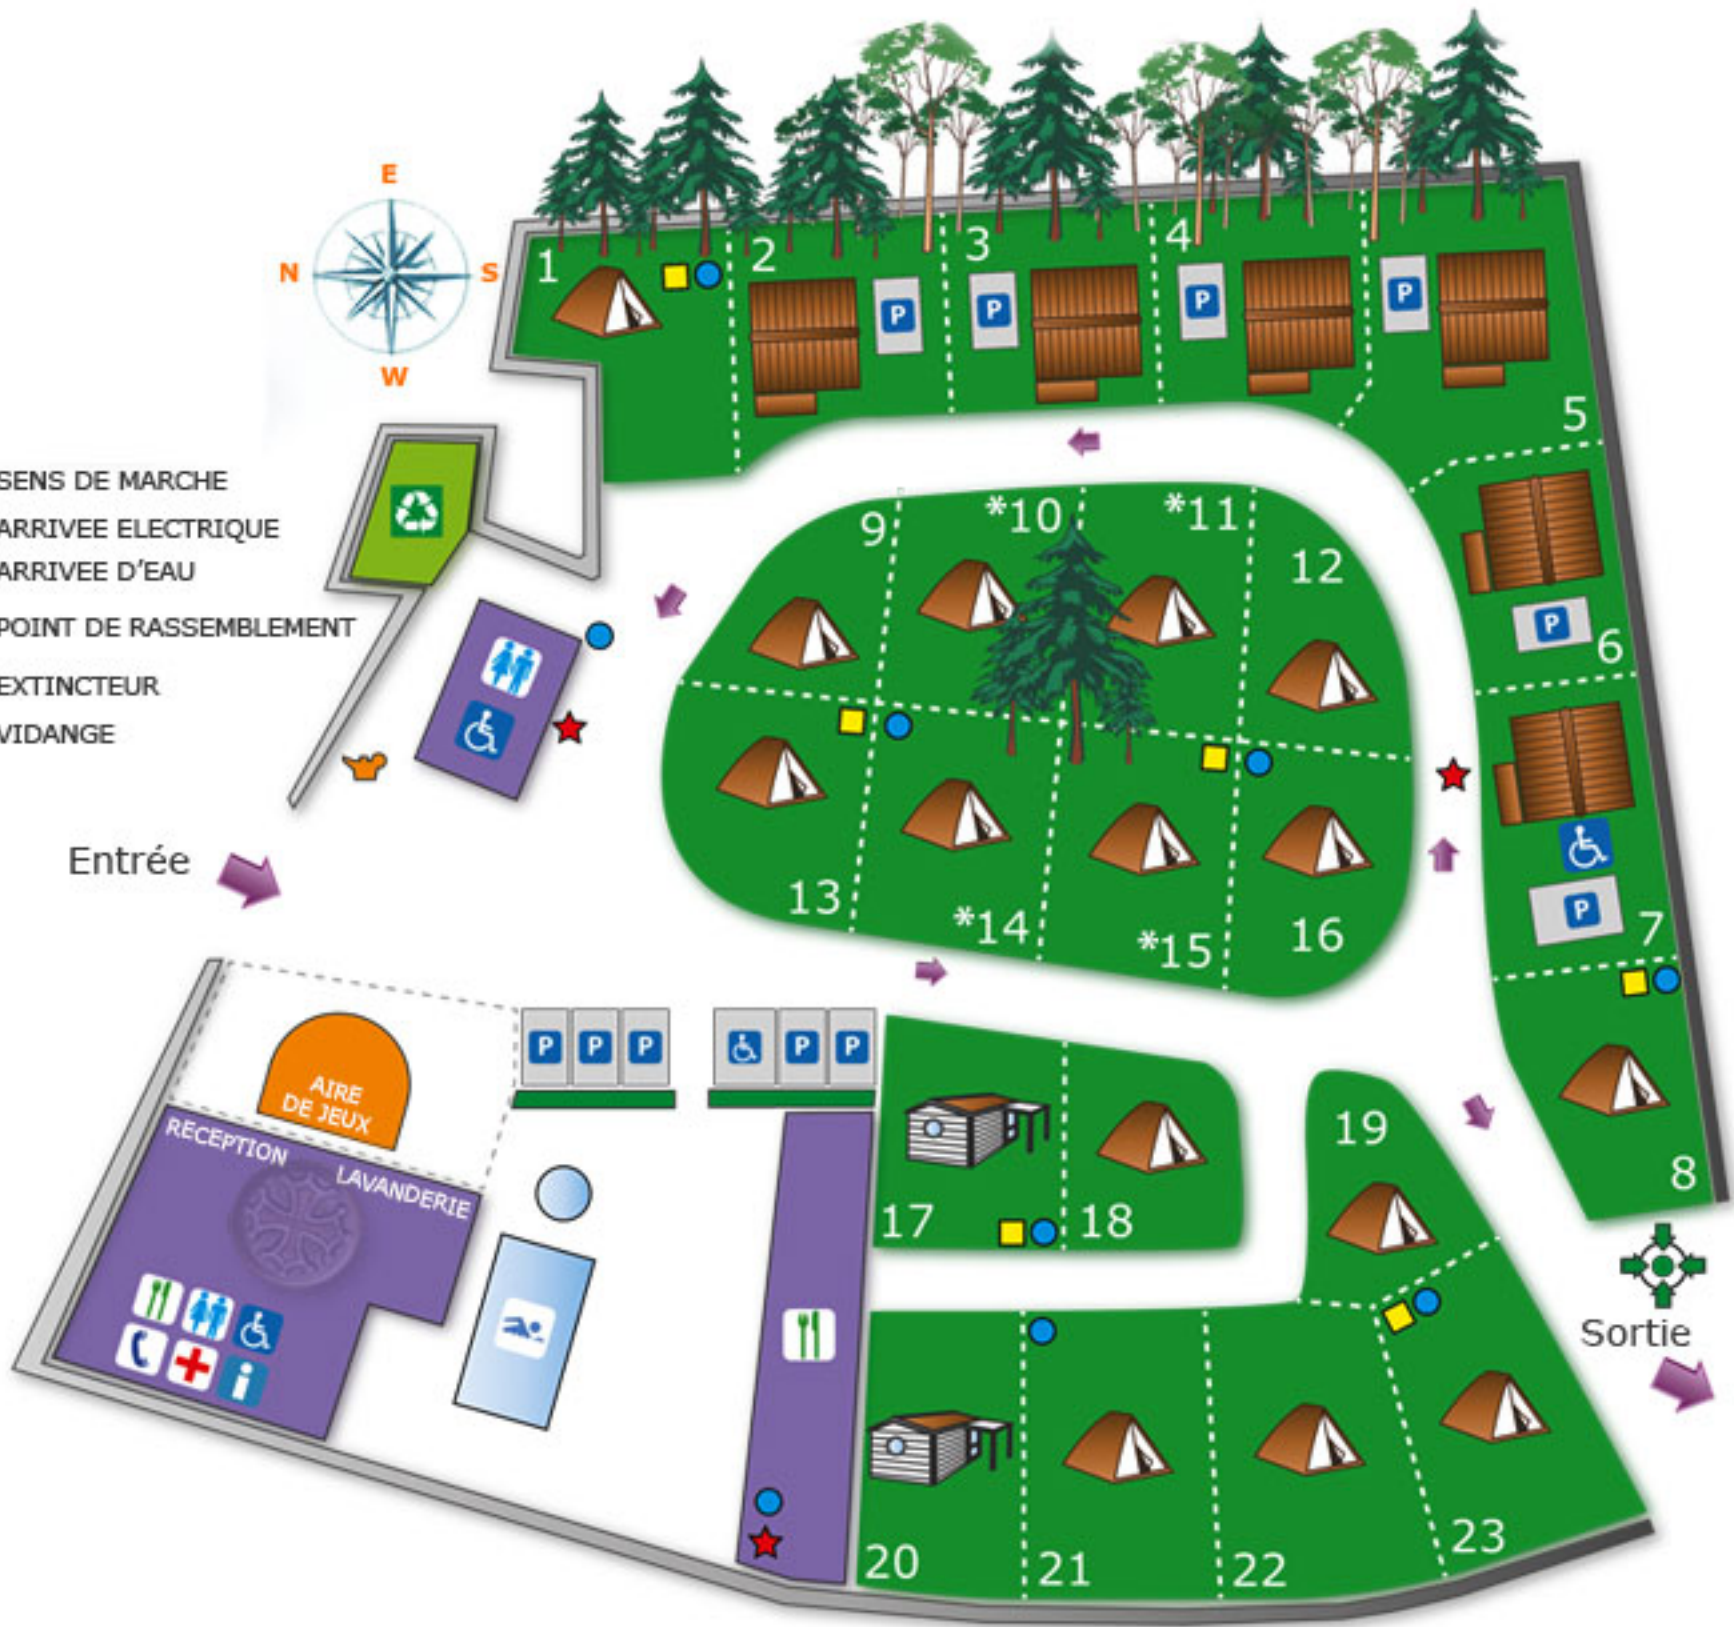 E
N S
W
SENS DE MARCHE
ARRIVEE ELECTRIQUE
ARRIVEE D'EAU
POINT DE RASSEMBLEMENT
EXTINCTEUR
VIDANGE
1
2
P
3
P
4
P
P
5
P
6
P
7
8
9
*10
*11
12
13
*14
*15
16
Entrée
AIRE
DE JEUX
P P P
P P
RECEPTION
LAVANDERIE
i
17
18
19
20
21
22
23
Sortie